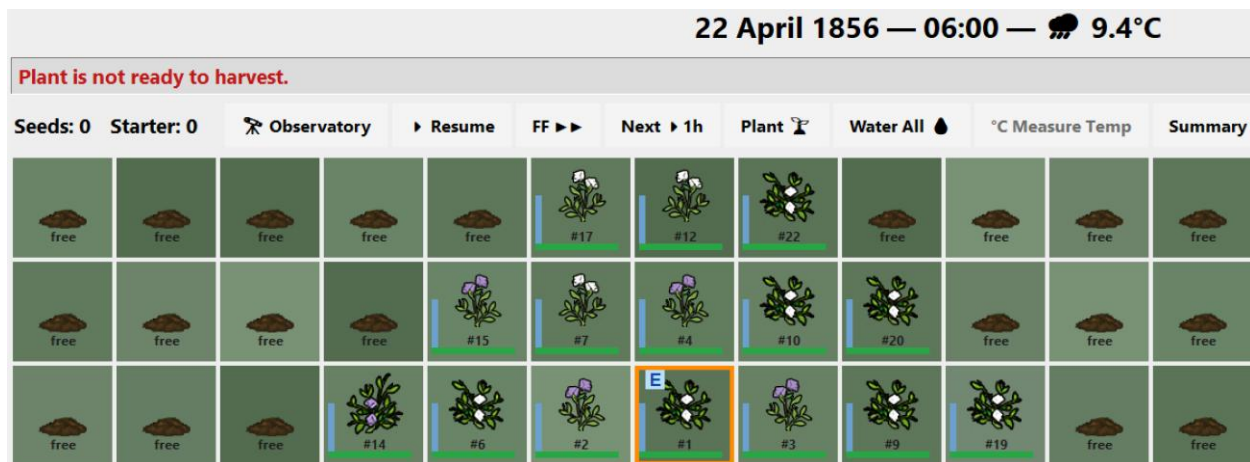 22 April 1856 — 06:00 — 9.4°C
Plant is not ready to harvest.
Seeds: 0 Starter: 0 Observatory Resume FF Next 1h Plant Water All °C Measure Temp Summary
free free free free free #17 #12 #22 free free free free
free free free free #15 #7 #4 #10 #20 free free free
E
free free free #14 #6 #2 #1 #3 #9 #19 free free